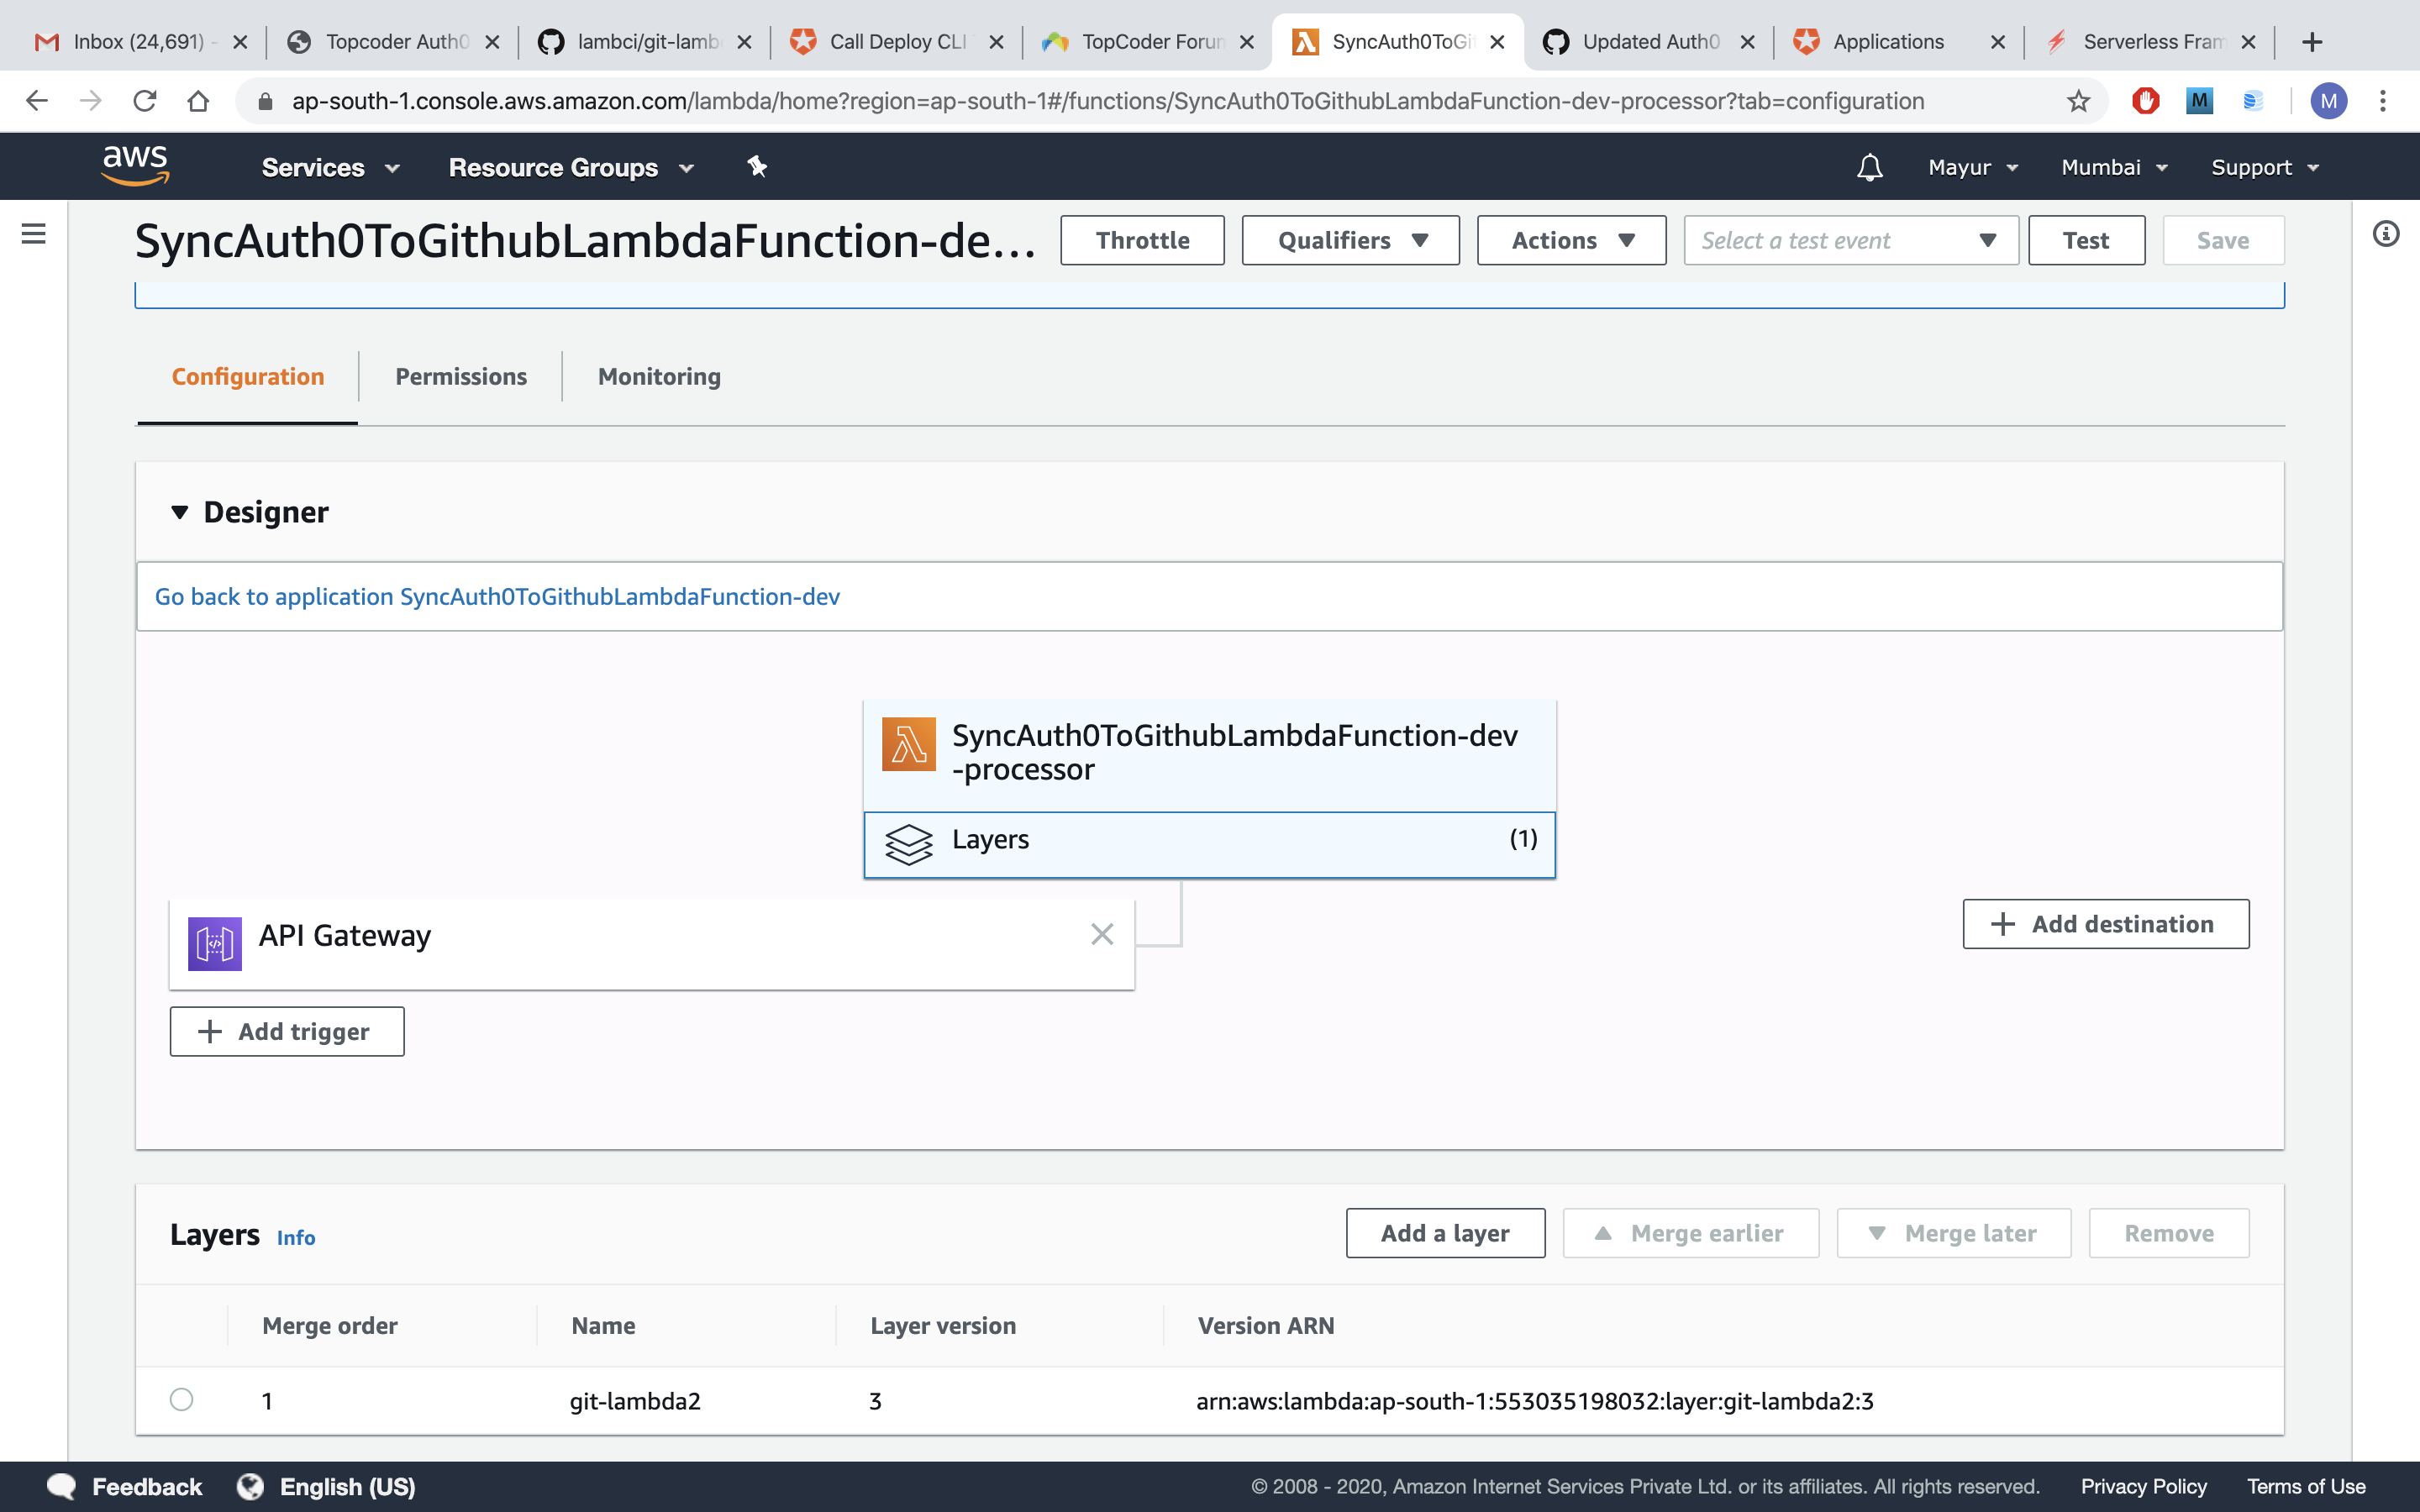 Inbox (24,691) -
Topcoder Auth0
lambci/git-lamb
Call Deploy CLI
TopCoder Forun
SyncAuth0ToGi
Updated Auth0
Applications
Serverless Fram
ap-south-1.console.aws.amazon.com/lambda/home?region=ap-south-1#/functions/SyncAuth0ToGithubLambdaFunction-dev-processor?tab=configuration
M
M
aws
Services
Resource Groups
Mayur
Mumbai
Support
SyncAuth0ToGithubLambdaFunction-de...
Throttle
Qualifiers
Actions
Select a test event
Test
Save
Configuration
Permissions
Monitoring
Designer
Go back to application SyncAuth0ToGithubLambdaFunction-dev
SyncAuth0ToGithubLambdaFunction-dev
-processor
Layers (1)
API Gateway
Add destination
Add trigger
Layers Info
Add a layer
Merge earlier
Merge later
Remove
Merge order Name Layer version Version ARN
1 git-lambda2 3 arn:aws:lambda:ap-south-1:553035198032:layer:git-lambda2:3
Feedback
English (US)
© 2008 - 2020, Amazon Internet Services Private Ltd. or its affiliates. All rights reserved.
Privacy Policy
Terms of Use